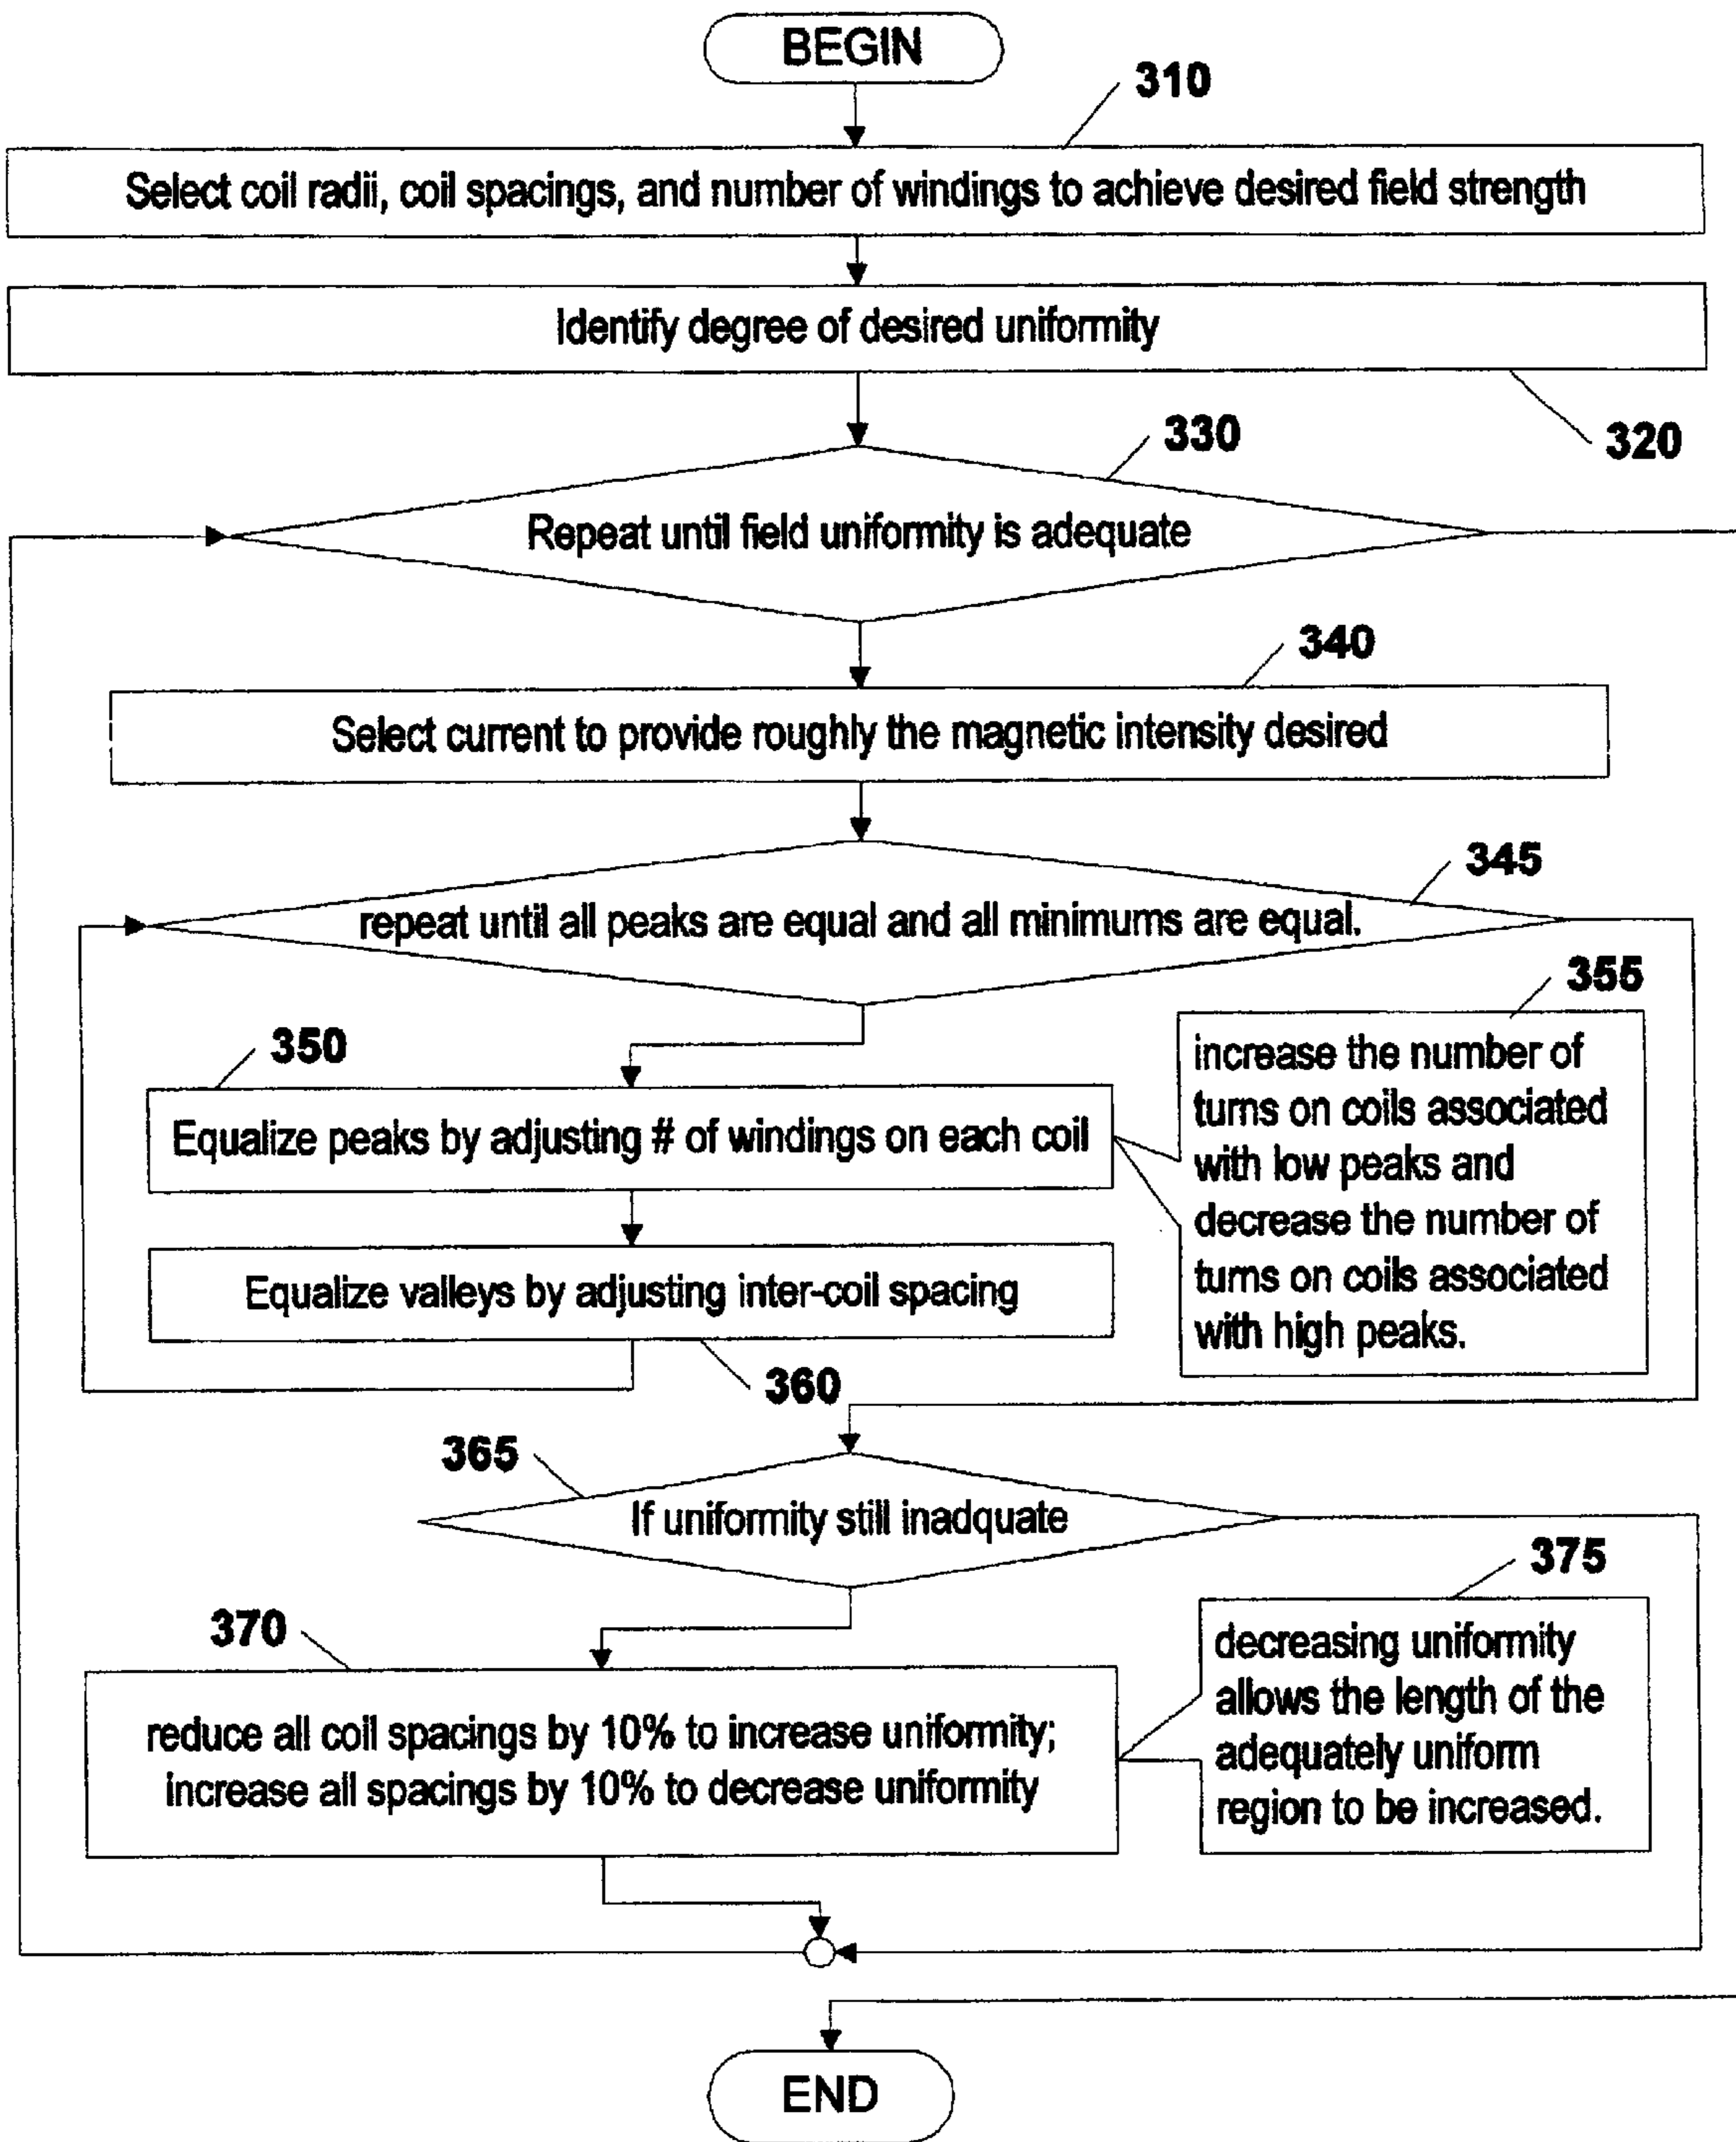 BEGIN
310
Select coil radii, coil spacings, and number of windings to achieve desired field strength
Identify degree of desired uniformity
320
330
Repeat until field uniformity is adequate
340
Select current to provide roughly the magnetic intensity desired
345
repeat until all peaks are equal and all minimums are equal.
355
increase the number of
turns on coils associated
with low peaks and
decrease the number of
turns on coils associated
with high peaks.
350
Equalize peaks by adjusting # of windings on each coil
Equalize valleys by adjusting inter-coil spacing
360
365
If uniformity still inadquate
375
decreasing uniformity
allows the length of the
adequately uniform
region to be increased.
370
reduce all coil spacings by 10% to increase uniformity;
increase all spacings by 10% to decrease uniformity
END